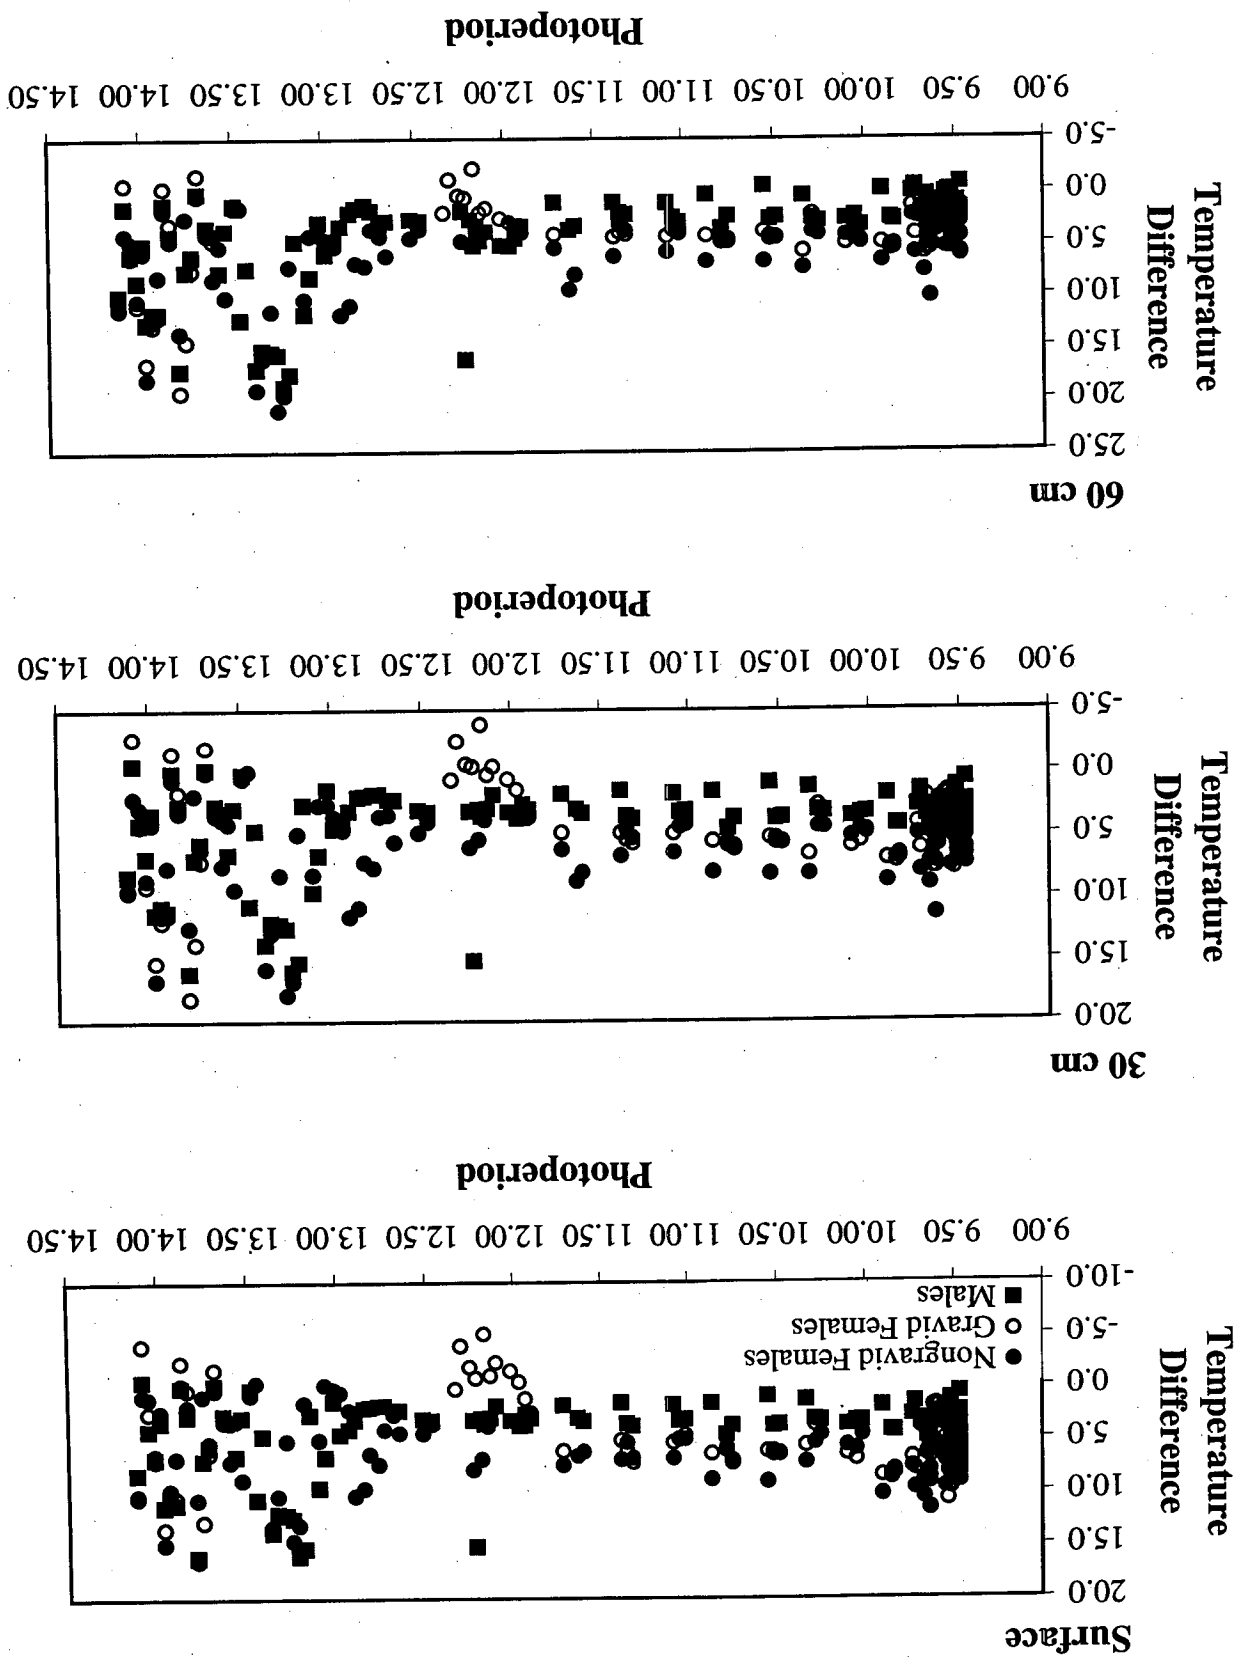 Surface
Temperature
Difference
20.0
15.0
10.0
5.0
0.0
-5.0
-10.0
● Nongravid Females
○ Gravid Females
■ Males
9.00 9.50 10.00 10.50 11.00 11.50 12.00 12.50 13.00 13.50 14.00 14.50
Photoperiod
30 cm
Temperature
Difference
20.0
15.0
10.0
5.0
0.0
-5.0
9.00 9.50 10.00 10.50 11.00 11.50 12.00 12.50 13.00 13.50 14.00 14.50
Photoperiod
60 cm
Temperature
Difference
25.0
20.0
15.0
10.0
5.0
0.0
-5.0
9.00 9.50 10.00 10.50 11.00 11.50 12.00 12.50 13.00 13.50 14.00 14.50
Photoperiod